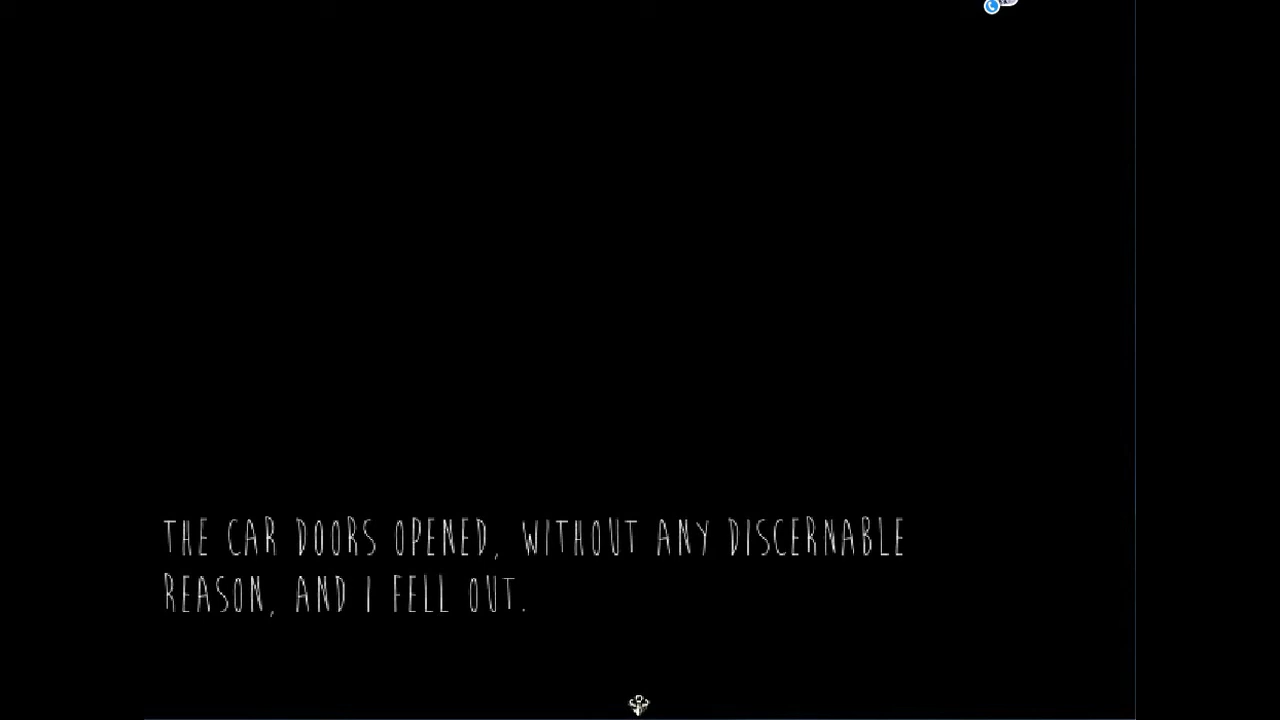 THE CAR DOORS OPENED, WITHOUT ANY DISCERNABLE
REASON, AND I FELL OUT.